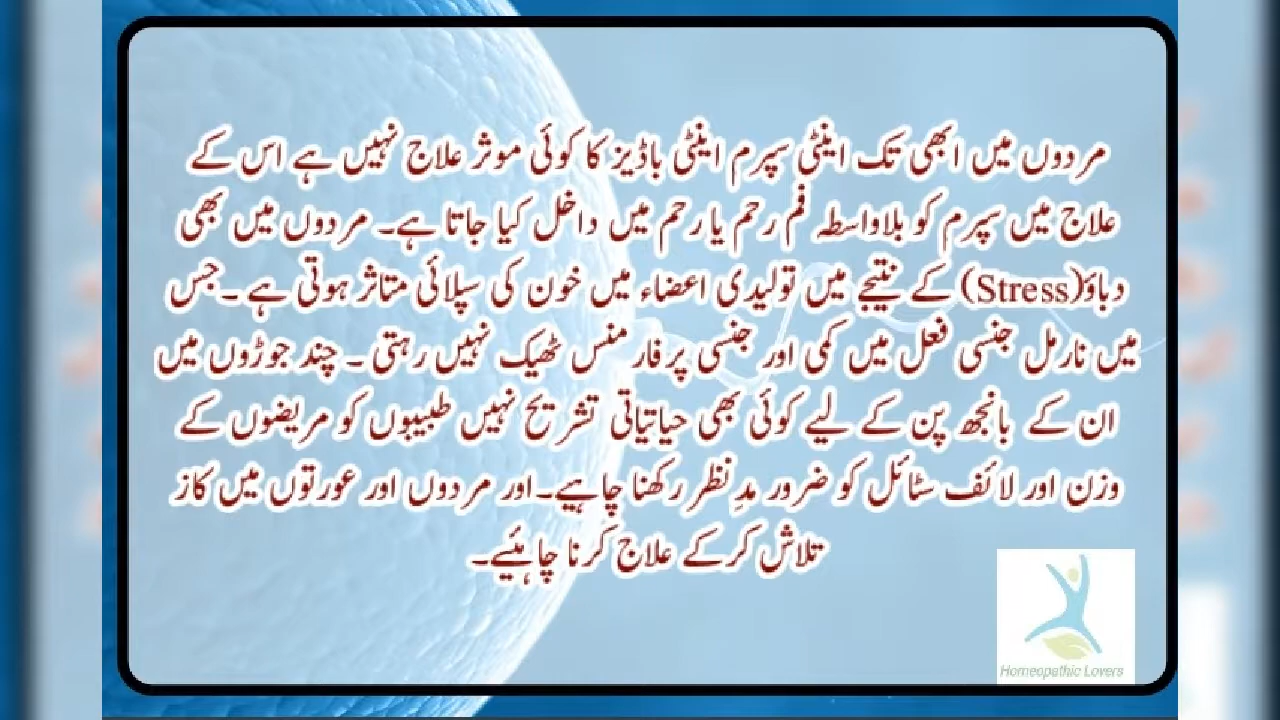 مردوں میں ابھی تک اینٹی سپرم اینٹی باڈیز کا کوئی موثر علاج نہیں ہے اس کے
علاج میں سپرم کو بلاواسطہ فم رحم یا رحم میں داخل کیا جاتا ہے۔ مردوں میں بھی
دباؤ(Stress) کے نتیجے میں تولیدی اعضاء میں خون کی سپلائی متاثر ہوتی ہے۔ جس
میں نارمل جنسی فعل میں کمی اور جنسی پرفارمنس ٹھیک نہیں رہتی۔ چند جوڑوں میں
ان کے بانجھ پن کے لیے کوئی بھی حیاتیاتی تشریح نہیں طبیبوں کو مریضوں کے
وزن اور لائف سٹائل کو ضرور مدِ نظر رکھنا چاہیے۔اور مردوں اور عورتوں میں کاز
تلاش کرکے علاج کرنا چاہئیے۔
Homeopathic Lovers